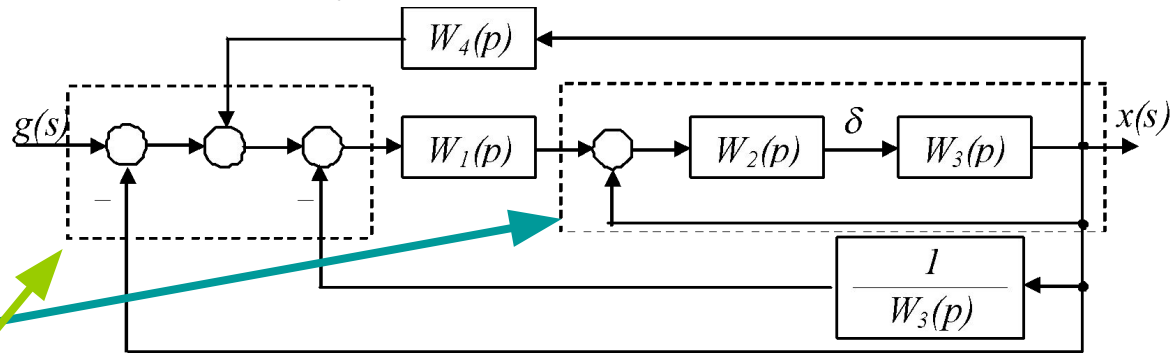 W₄(p)
g(s)
W₁(p)
W₂(p)
δ
W₃(p)
x(s)
–
–
1
W₃(p)